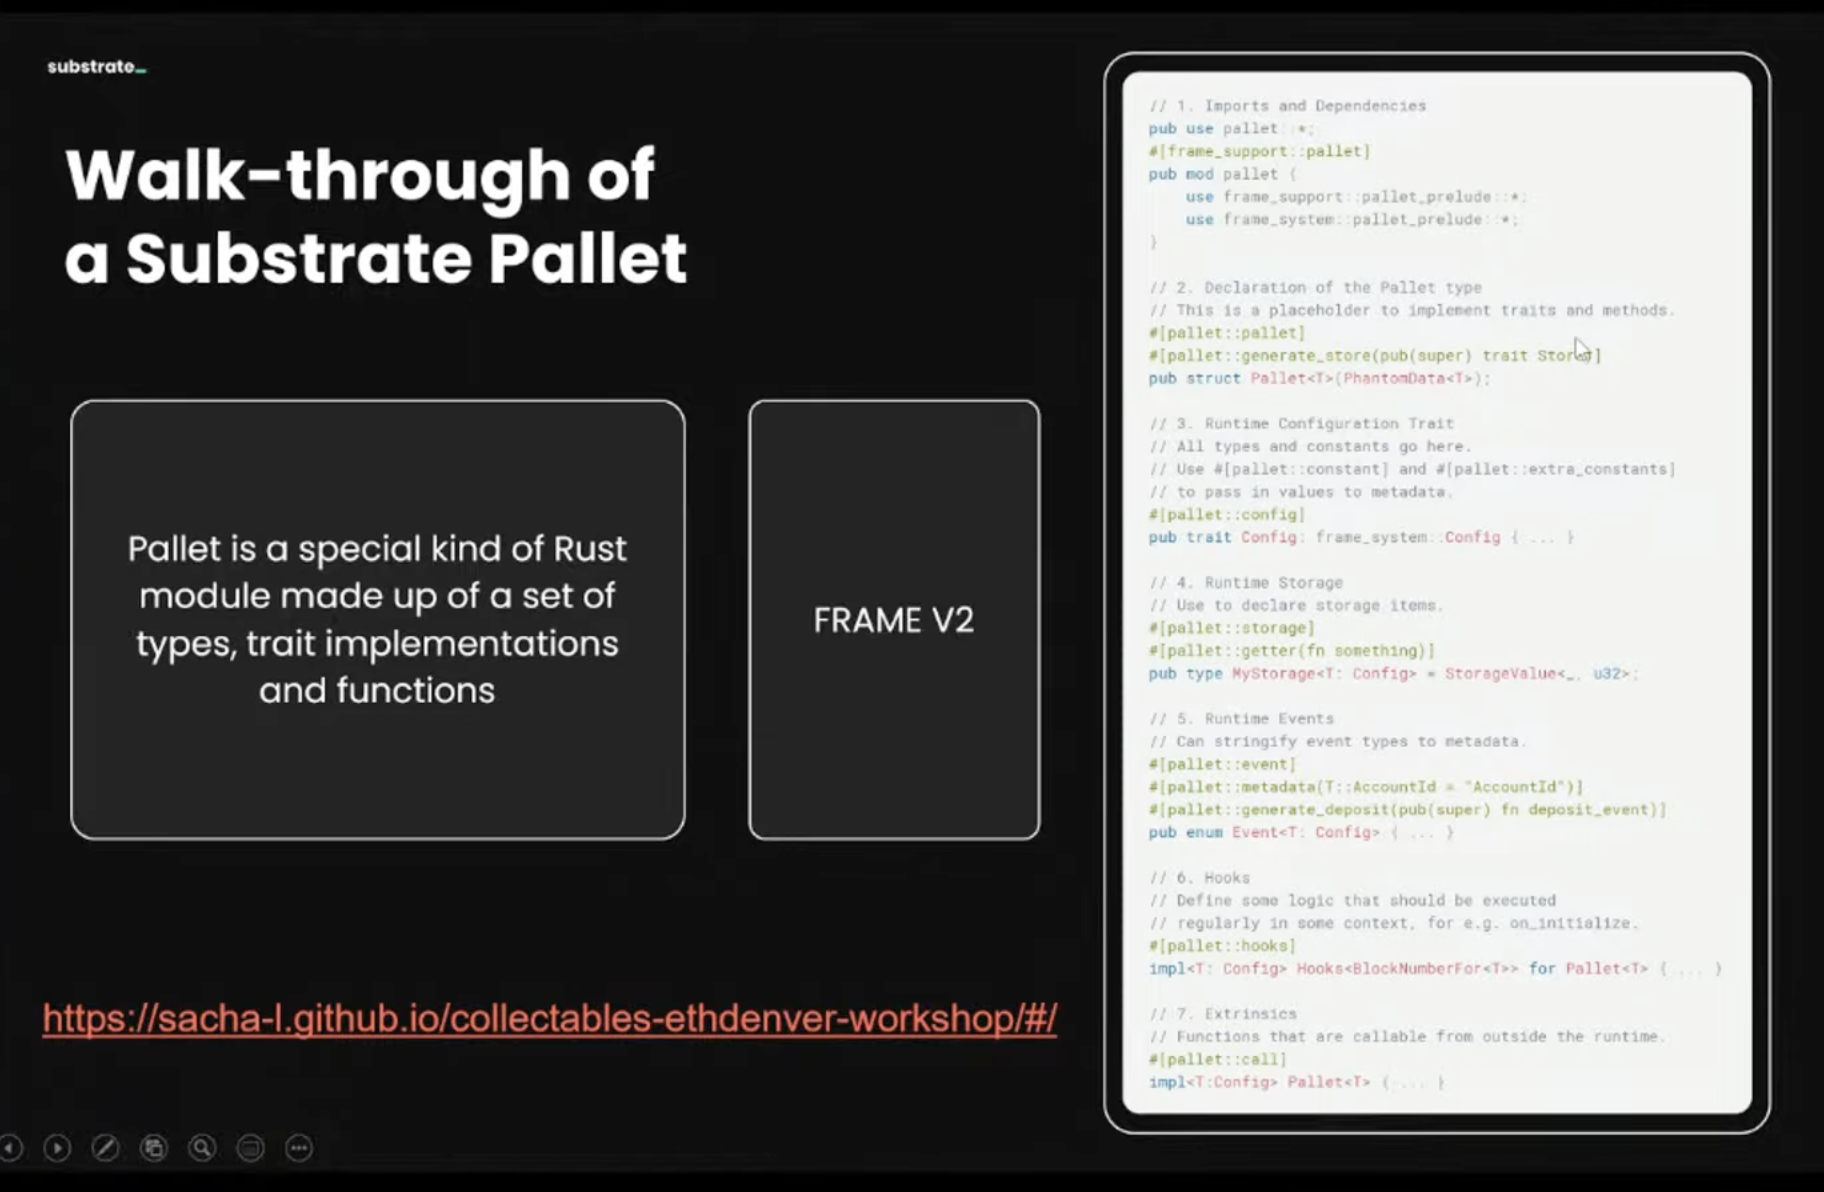 substrate_
Walk-through of
a Substrate Pallet
Pallet is a special kind of Rust
module made up of a set of
types, trait implementations
and functions
FRAME V2
https://sacha-l.github.io/collectables-ethdenver-workshop/#/
// 1. Imports and Dependencies
pub use pallet::*;
#[frame_support::pallet]
pub mod pallet {
    use frame_support::pallet_prelude::*;
    use frame_system::pallet_prelude::*;
}
// 2. Declaration of the Pallet type
// This is a placeholder to implement traits and methods.
#[pallet::pallet]
#[pallet::generate_store(pub(super) trait Store)]
pub struct Pallet<T>(PhantomData<T>);
// 3. Runtime Configuration Trait
// All types and constants go here.
// Use #[pallet::constant] and #[pallet::extra_constants]
// to pass in values to metadata.
#[pallet::config]
pub trait Config: frame_system::Config { ... }
// 4. Runtime Storage
// Use to declare storage items.
#[pallet::storage]
#[pallet::getter(fn something)]
pub type MyStorage<T: Config> = StorageValue<_, u32>;
// 5. Runtime Events
// Can stringify event types to metadata.
#[pallet::event]
#[pallet::metadata(T::AccountId = "AccountId")]
#[pallet::generate_deposit(pub(super) fn deposit_event)]
pub enum Event<T: Config> { ... }
// 6. Hooks
// Define some logic that should be executed
// regularly in some context, for e.g. on_initialize.
#[pallet::hooks]
impl<T: Config> Hooks<BlockNumberFor<T>> for Pallet<T> { ... }
// 7. Extrinsics
// Functions that are callable from outside the runtime.
#[pallet::call]
impl<T:Config> Pallet<T> { ... }